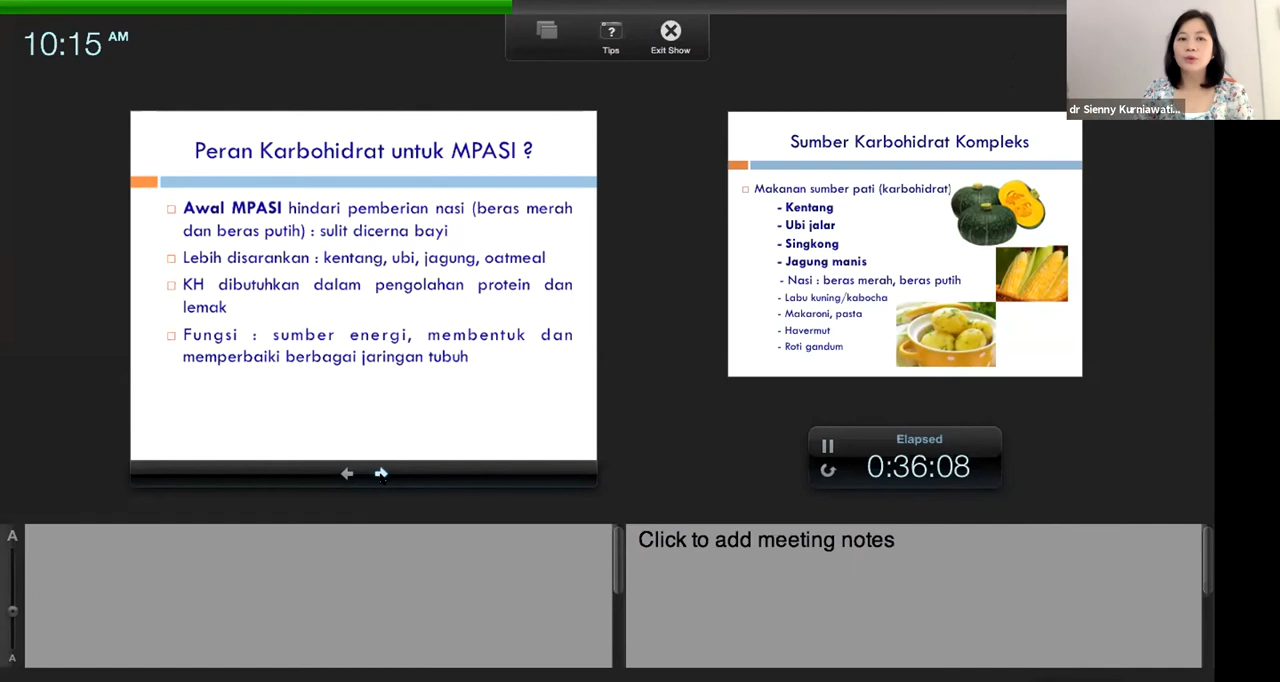 10:15 AM
Tips
Exit Show
dr Sienny Kurniawati...
Peran Karbohidrat untuk MPASI ?
Awal MPASI hindari pemberian nasi (beras merah
dan beras putih) : sulit dicerna bayi
Lebih disarankan : kentang, ubi, jagung, oatmeal
KH dibutuhkan dalam pengolahan protein dan
lemak
Fungsi : sumber energi, membentuk dan
memperbaiki berbagai jaringan tubuh
Sumber Karbohidrat Kompleks
Makanan sumber pati (karbohidrat)
- Kentang
- Ubi jalar
- Singkong
- Jagung manis
- Nasi : beras merah, beras putih
- Labu kuning/kabocha
- Makaroni, pasta
- Havermut
- Roti gandum
Elapsed
0:36:08
A
A
Click to add meeting notes